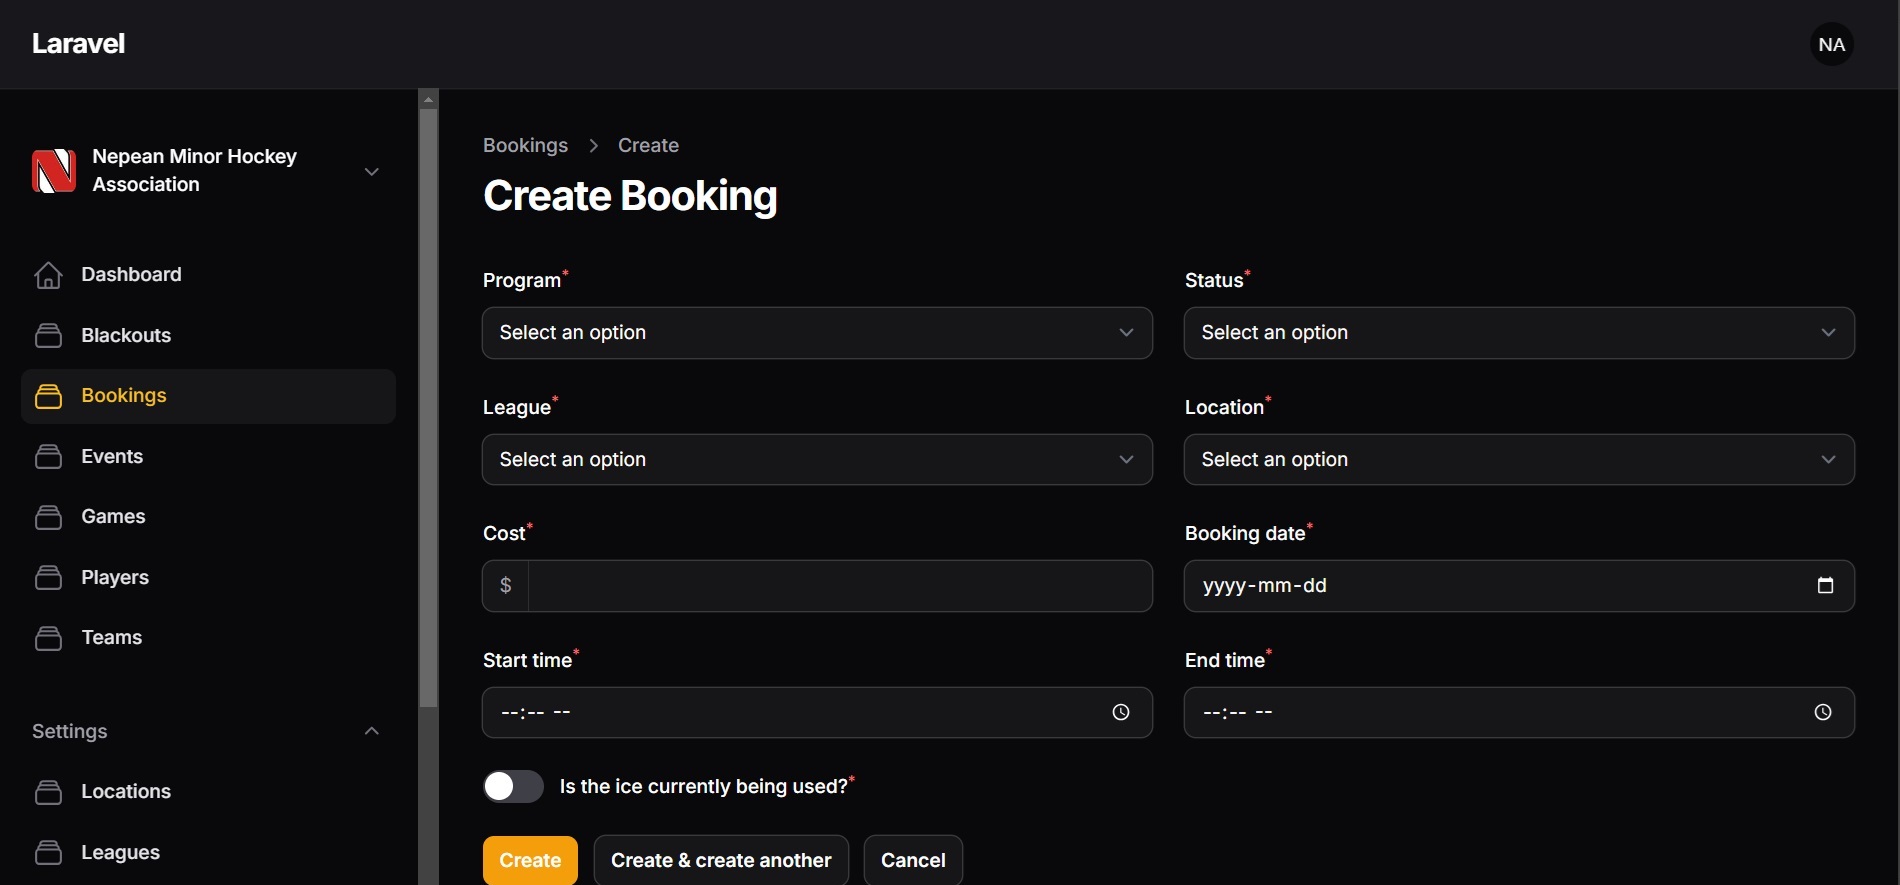 Laravel
NA
Nepean Minor Hockey
Association
Dashboard
Blackouts
Bookings
Events
Games
Players
Teams
Settings
Locations
Leagues
Bookings > Create
Create Booking
Program*
Select an option
Status*
Select an option
League*
Select an option
Location*
Select an option
Cost*
$
Booking date*
yyyy-mm-dd
Start time*
--:-- --
End time*
--:-- --
Is the ice currently being used?*
Create
Create & create another
Cancel